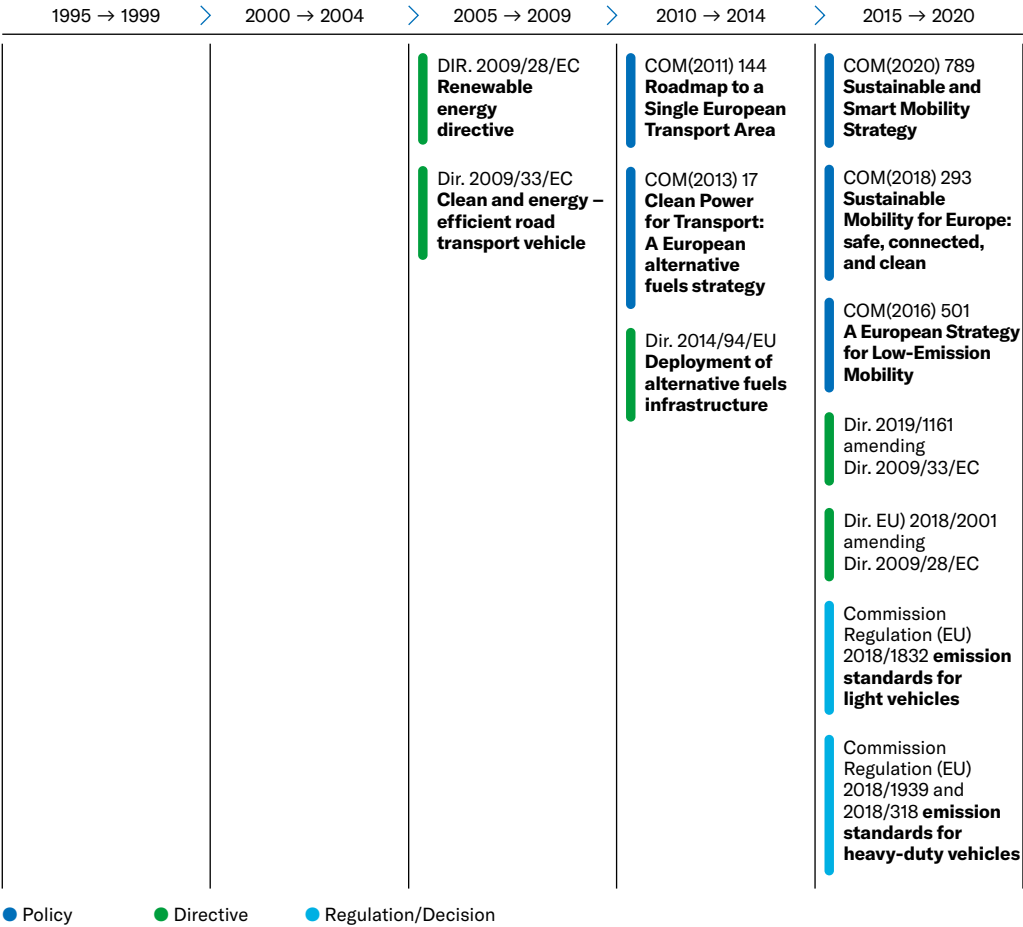 1995 → 1999
2000 → 2004
2005 → 2009
2010 → 2014
2015 → 2020
DIR. 2009/28/EC
Renewable
energy
directive
Dir. 2009/33/EC
Clean and energy –
efficient road
transport vehicle
COM(2011) 144
Roadmap to a
Single European
Transport Area
COM(2013) 17
Clean Power
for Transport:
A European
alternative
fuels strategy
Dir. 2014/94/EU
Deployment of
alternative fuels
infrastructure
COM(2020) 789
Sustainable and
Smart Mobility
Strategy
COM(2018) 293
Sustainable
Mobility for Europe:
safe, connected,
and clean
COM(2016) 501
A European Strategy
for Low-Emission
Mobility
Dir. 2019/1161
amending
Dir. 2009/33/EC
Dir. EU) 2018/2001
amending
Dir. 2009/28/EC
Commission
Regulation (EU)
2018/1832 emission
standards for
light vehicles
Commission
Regulation (EU)
2018/1939 and
2018/318 emission
standards for
heavy-duty vehicles
Policy
Directive
Regulation/Decision